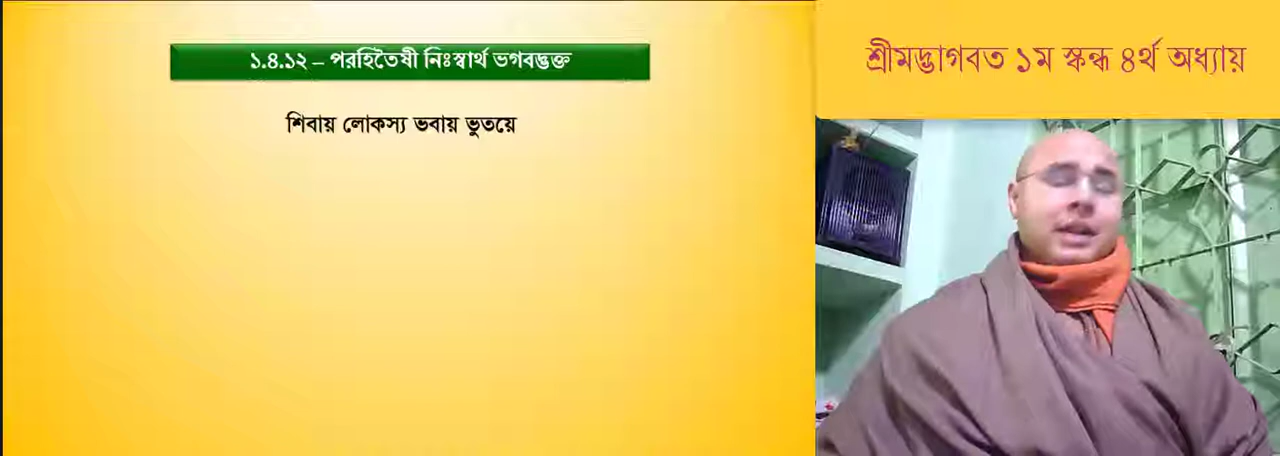 ১.৪.১২ – পরহিতৈষী নিঃস্বার্থ ভগবদ্ভক্ত
শিবায় লোকস্য ভবায় ভুতয়ে
শ্রীমদ্ভাগবত ১ম স্কন্ধ ৪র্থ অধ্যায়